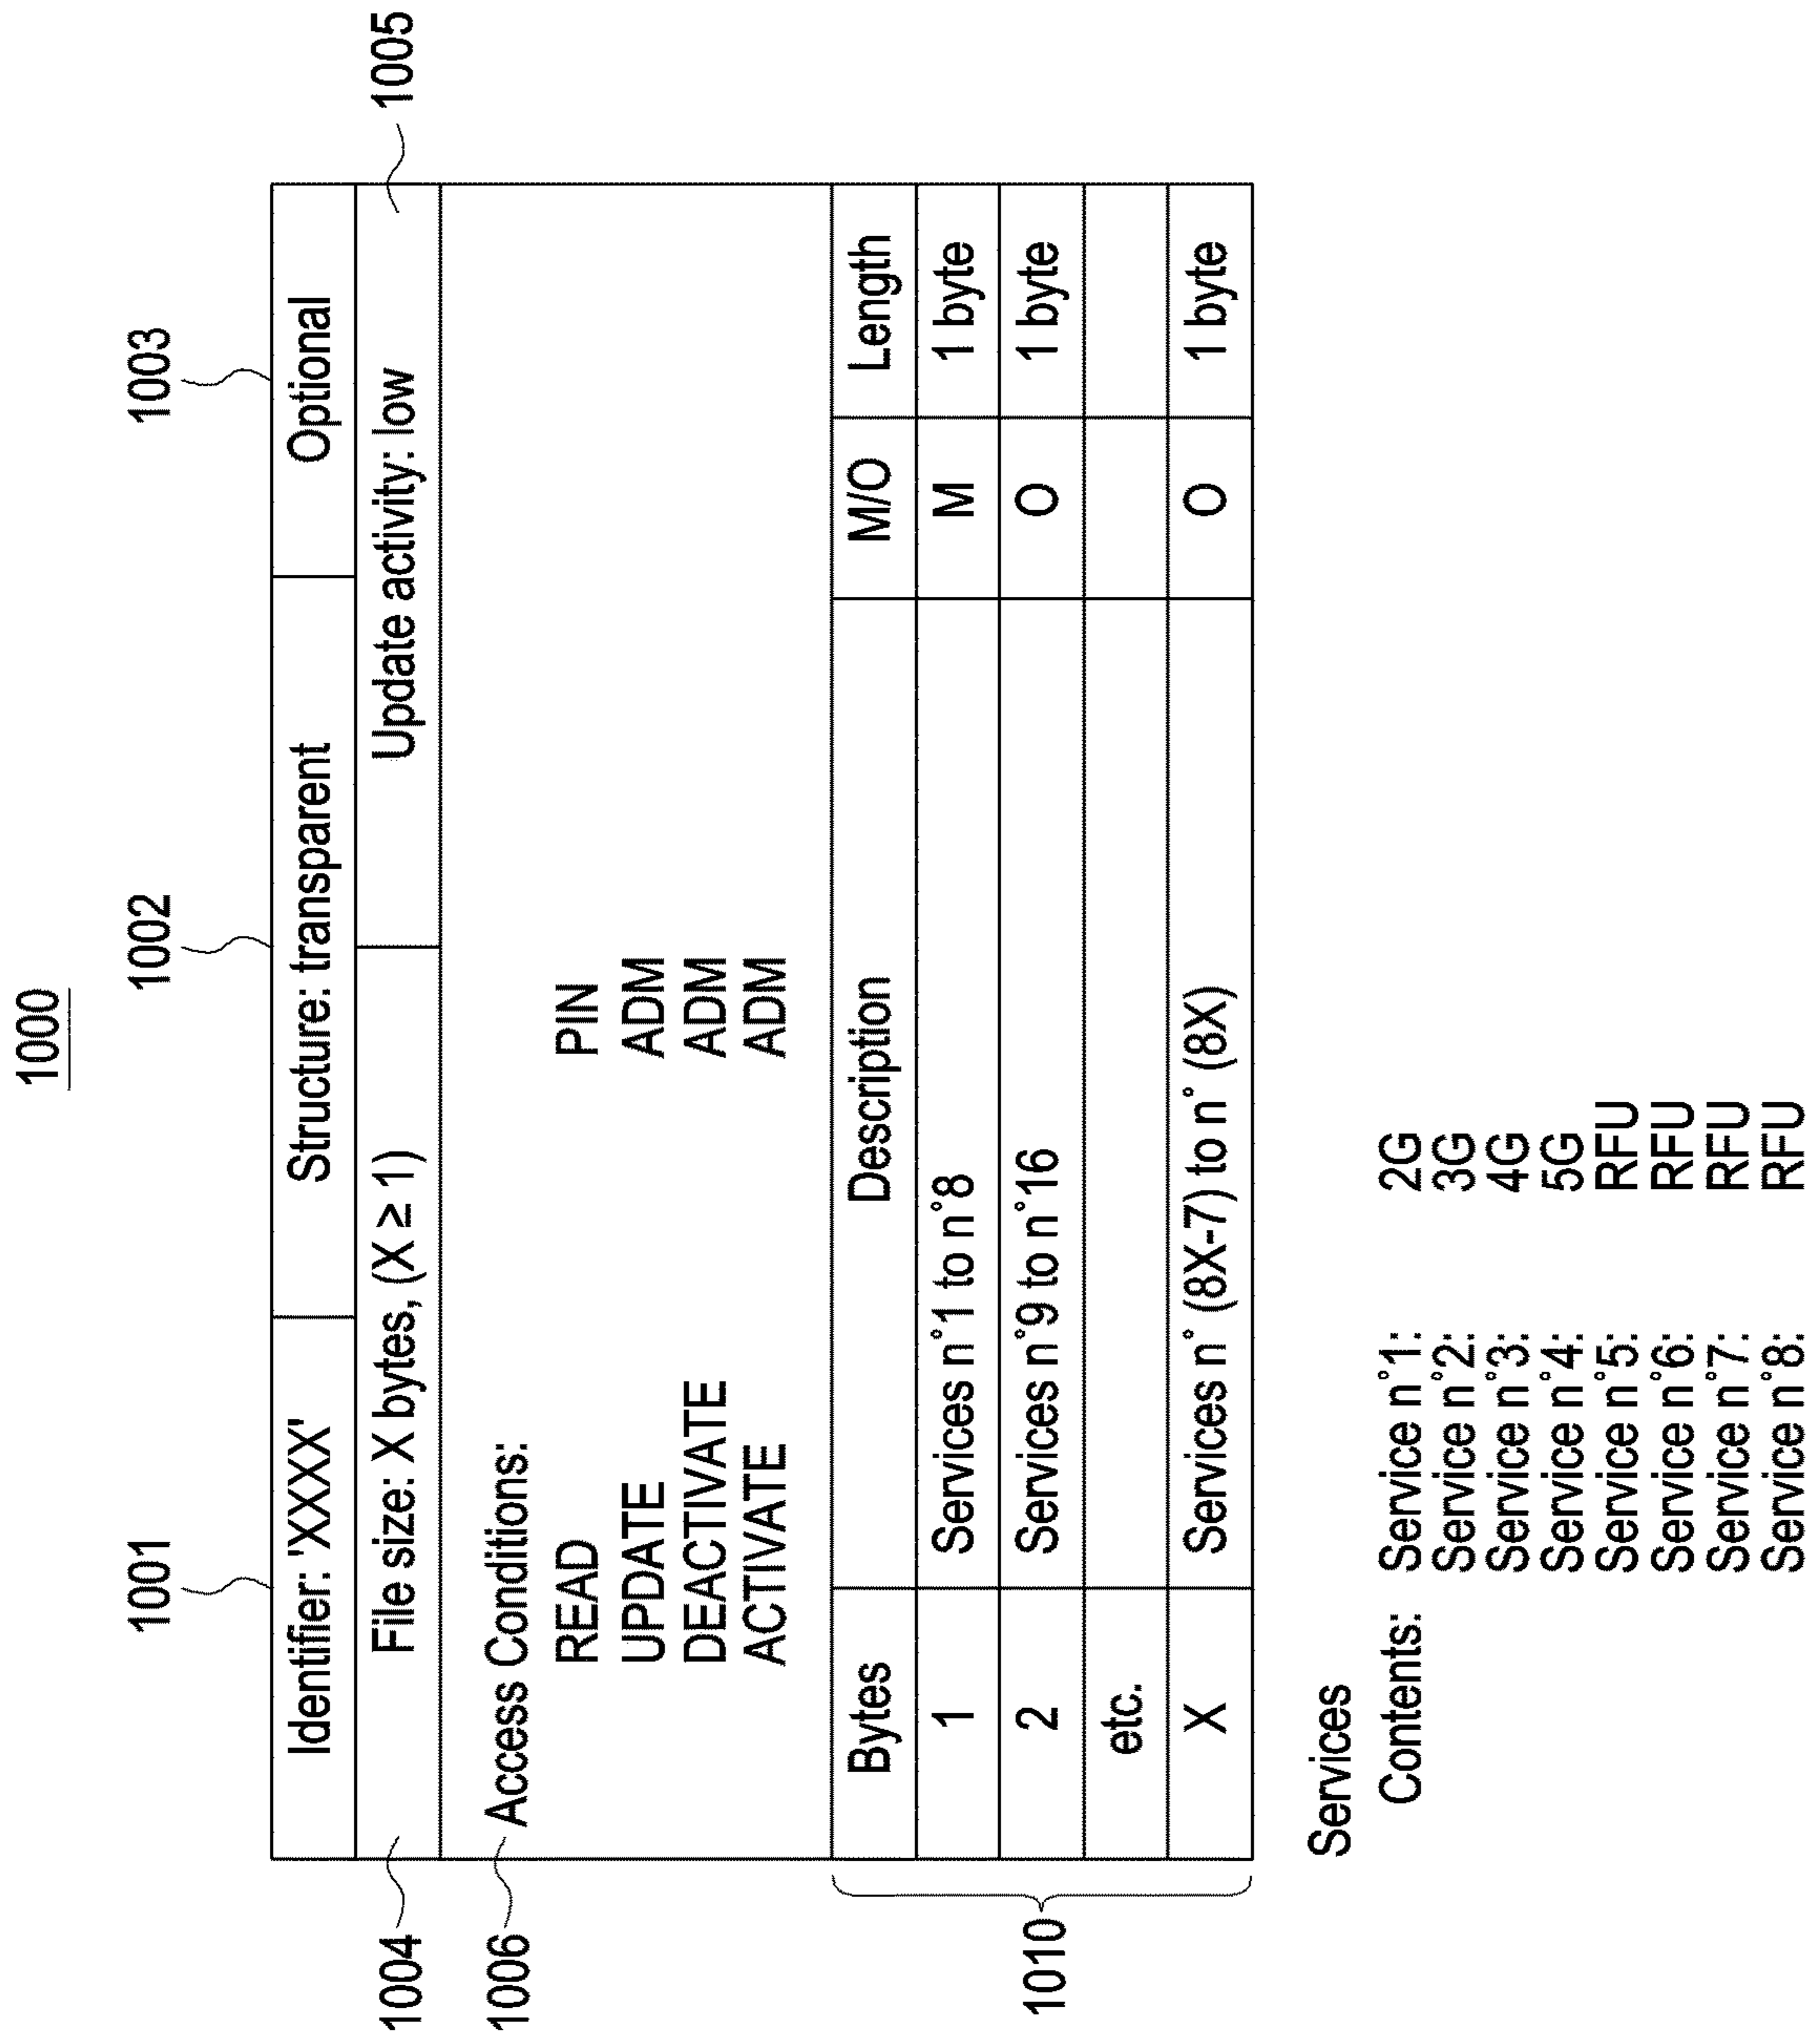 1000
1001 1002 1003
Identifier: 'XXXX' Structure: transparent Optional
1004 File size: X bytes, (X ≥ 1) Update activity: low 1005
1006 Access Conditions:
READ PIN
UPDATE ADM
DEACTIVATE ADM
ACTIVATE ADM
1010
Bytes Description M/O Length
1 Services n°1 to n°8 M 1 byte
2 Services n°9 to n°16 O 1 byte
etc.
X Services n° (8X-7) to n° (8X) O 1 byte
Services
Contents: Service n°1: 2G
Service n°2: 3G
Service n°3: 4G
Service n°4: 5G
Service n°5: RFU
Service n°6: RFU
Service n°7: RFU
Service n°8: RFU